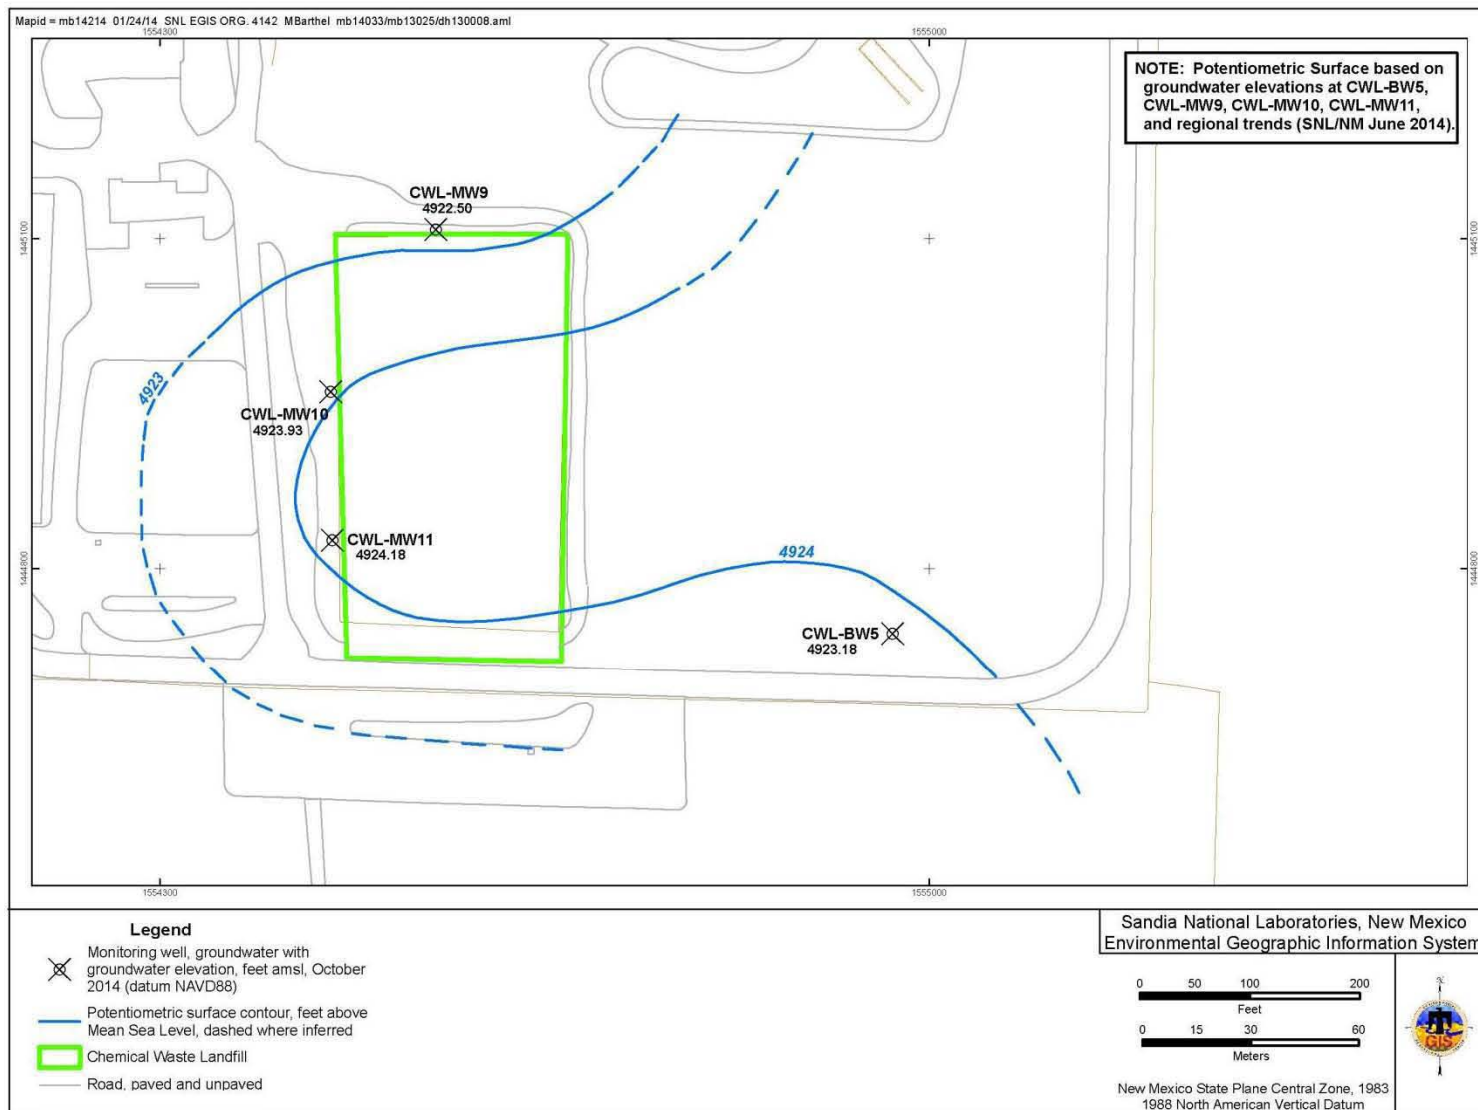 Mapid = mb14214 01/24/14 SNL EGIS ORG. 4142 MBarthel mb14033/mb13025/dh130008.aml
1554300
1555000
NOTE: Potentiometric Surface based on
groundwater elevations at CWL-BW5,
CWL-MW9, CWL-MW10, CWL-MW11,
and regional trends (SNL/NM June 2014).
CWL-MW9
4922.50
1445100
1445100
4923
CWL-MW10
4923.93
CWL-MW11
4924.18
4924
1444800
1444800
CWL-BW5
4923.18
1554300
1555000
Legend
Monitoring well, groundwater with
groundwater elevation, feet amsl, October
2014 (datum NAVD88)
Potentiometric surface contour, feet above
Mean Sea Level, dashed where inferred
Chemical Waste Landfill
Road, paved and unpaved
Sandia National Laboratories, New Mexico
Environmental Geographic Information System
0 50 100 200
Feet
0 15 30 60
Meters
GIS
New Mexico State Plane Central Zone, 1983
1988 North American Vertical Datum